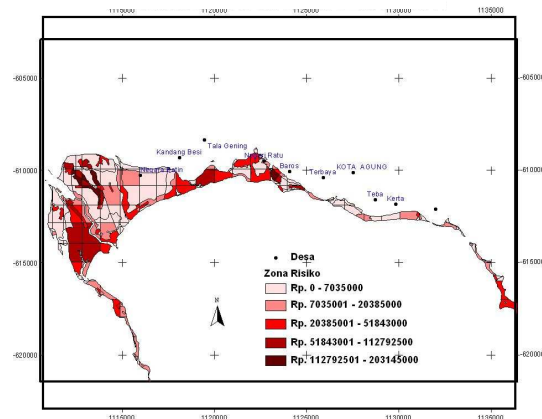 1115000 1120000 1125000 1130000 1135000
-605000 -605000
Kandang Besi
Tala Gening
Ratu
Baros
Terbaya
KOTA AGUNG
-610000 -610000
Teba
Kerta
-615000 -615000
Desa
Zona Risiko
Rp. 0 - 7035000
Rp. 7035001 - 20385000
Rp. 20385001 - 51843000
Rp. 51843001 - 112792500
Rp. 112792501 - 203145000
N
-620000 -620000
1115000 1120000 1125000 1130000 1135000